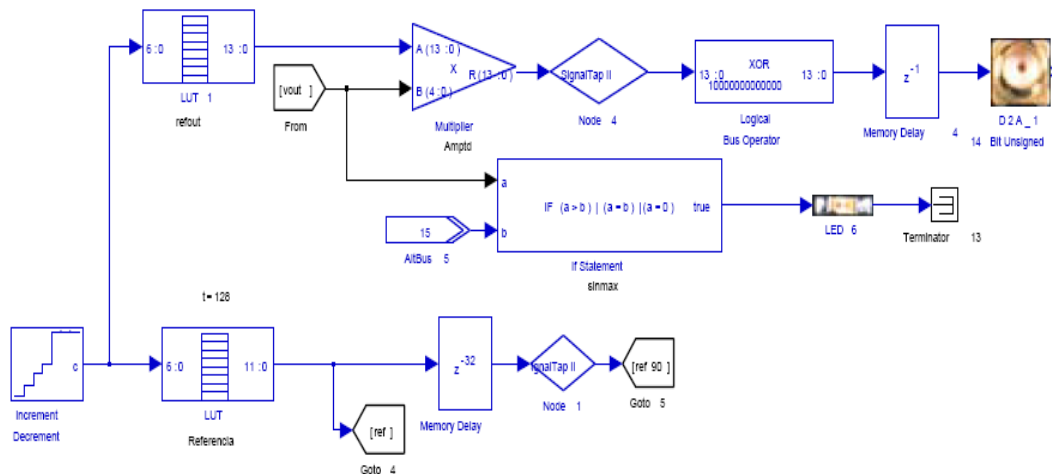 6 :0 13 :0
LUT 1
refout
[vout ]
From
A (13 :0)
X
R (13 :0)
B (4 :0)
Multiplier
Amptd
SignalTap II
Node 4
XOR
13 :0 13 :0
10000000000000
Logical
Bus Operator
z-1
Memory Delay 4
14
D 2 A _ 1
Bit Unsigned
a
IF (a > b ) | (a = b ) |(a = 0 ) true
b
If Statement
sinmax
15
AltBus 5
LED 6
Terminator 13
t = 128
c
Increment
Decrement
6 :0 11 :0
LUT
Referencia
[ref ]
Goto 4
z-32
Memory Delay
ignalTap II
Node 1
[ref 90 ]
Goto 5